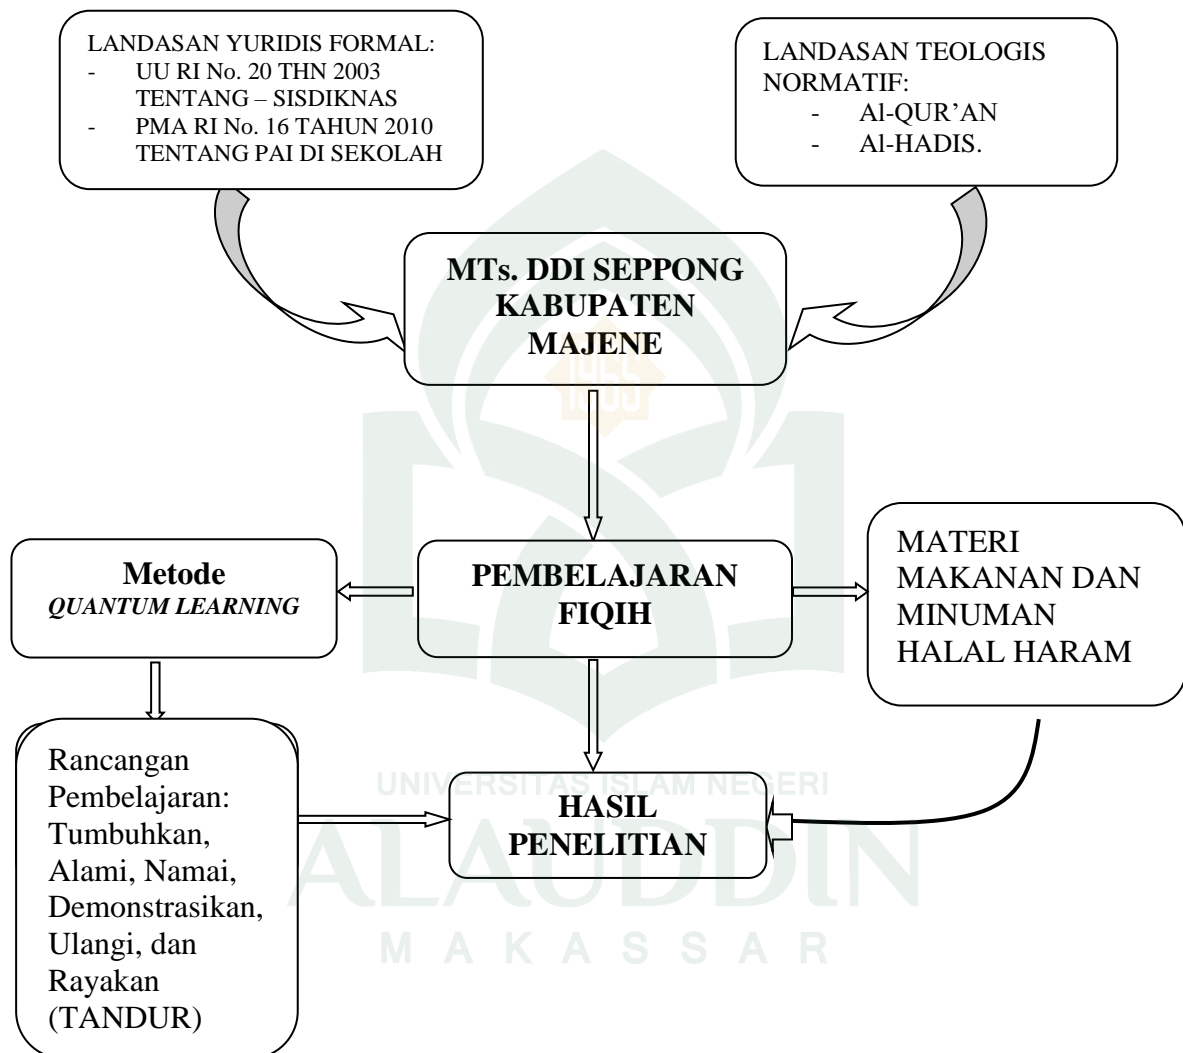 LANDASAN YURIDIS FORMAL:
- UU RI No. 20 THN 2003
TENTANG – SISDIKNAS
- PMA RI No. 16 TAHUN 2010
TENTANG PAI DI SEKOLAH
LANDASAN TEOLOGIS
NORMATIF:
- Al-QUR’AN
- Al-HADIS.
MTs. DDI SEPPONG
KABUPATEN
MAJENE
1965
Metode
QUANTUM LEARNING
PEMBELAJARAN
FIQIH
MATERI
MAKANAN DAN
MINUMAN
HALAL HARAM
Rancangan
Pembelajaran:
Tumbuhkan,
Alami, Namai,
Demonstrasikan,
Ulangi, dan
Rayakan
(TANDUR)
HASIL
PENELITIAN
UNIVERSITAS ISLAM NEGERI
ALAUDDIN
MAKASSAR